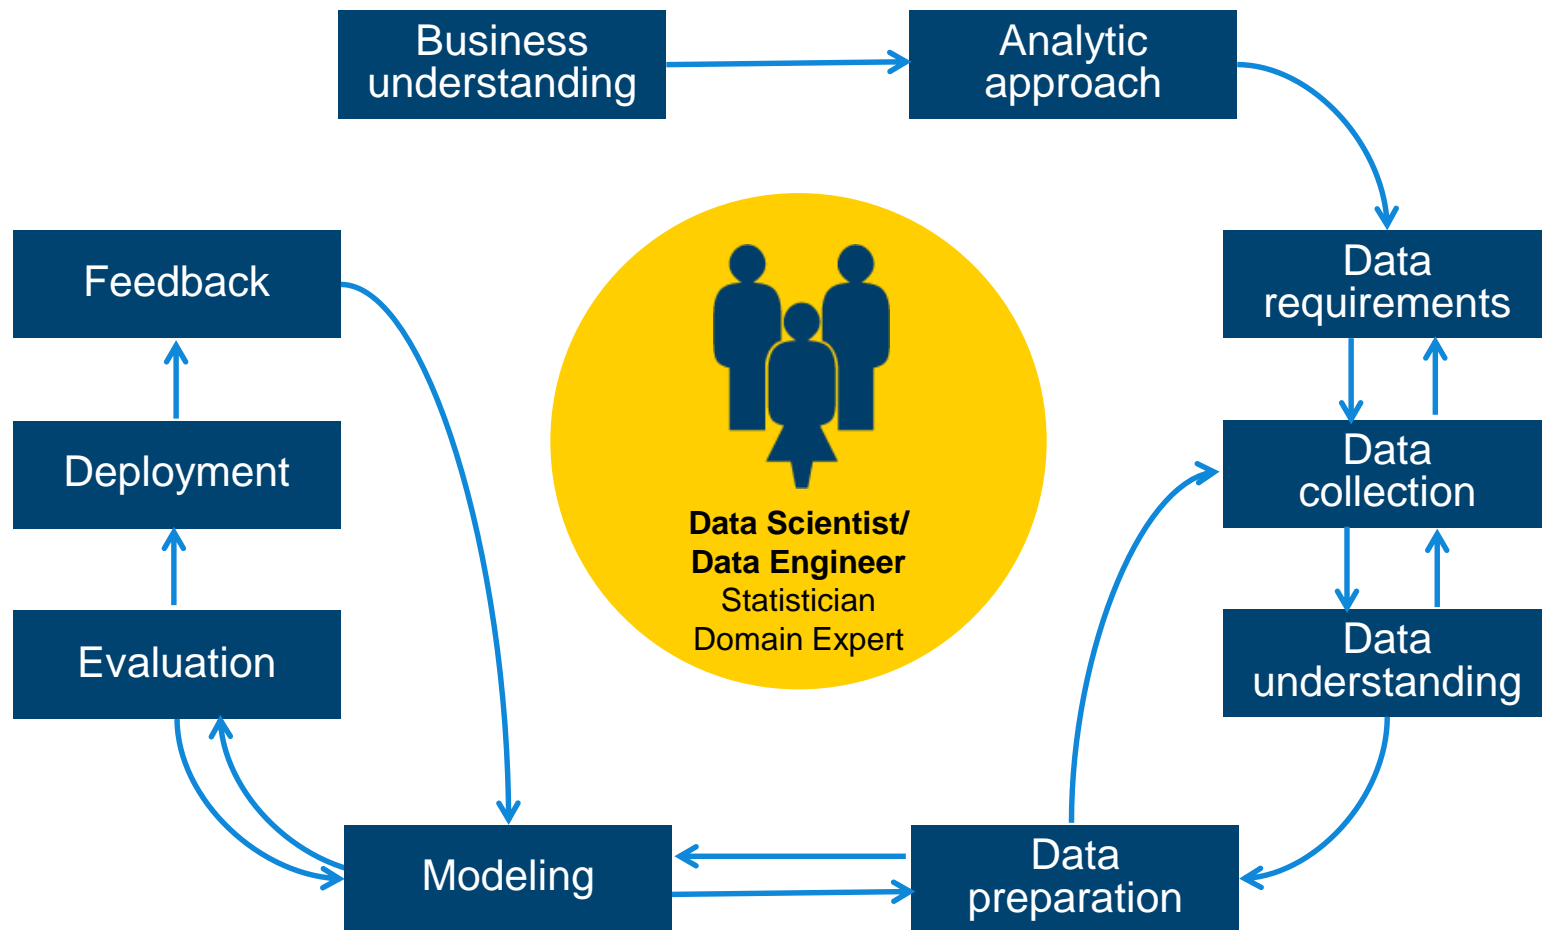 Business
understanding
Analytic
approach
Data
requirements
Data
collection
Data
understanding
Data
preparation
Modeling
Evaluation
Deployment
Feedback
Data Scientist/
Data Engineer
Statistician
Domain Expert